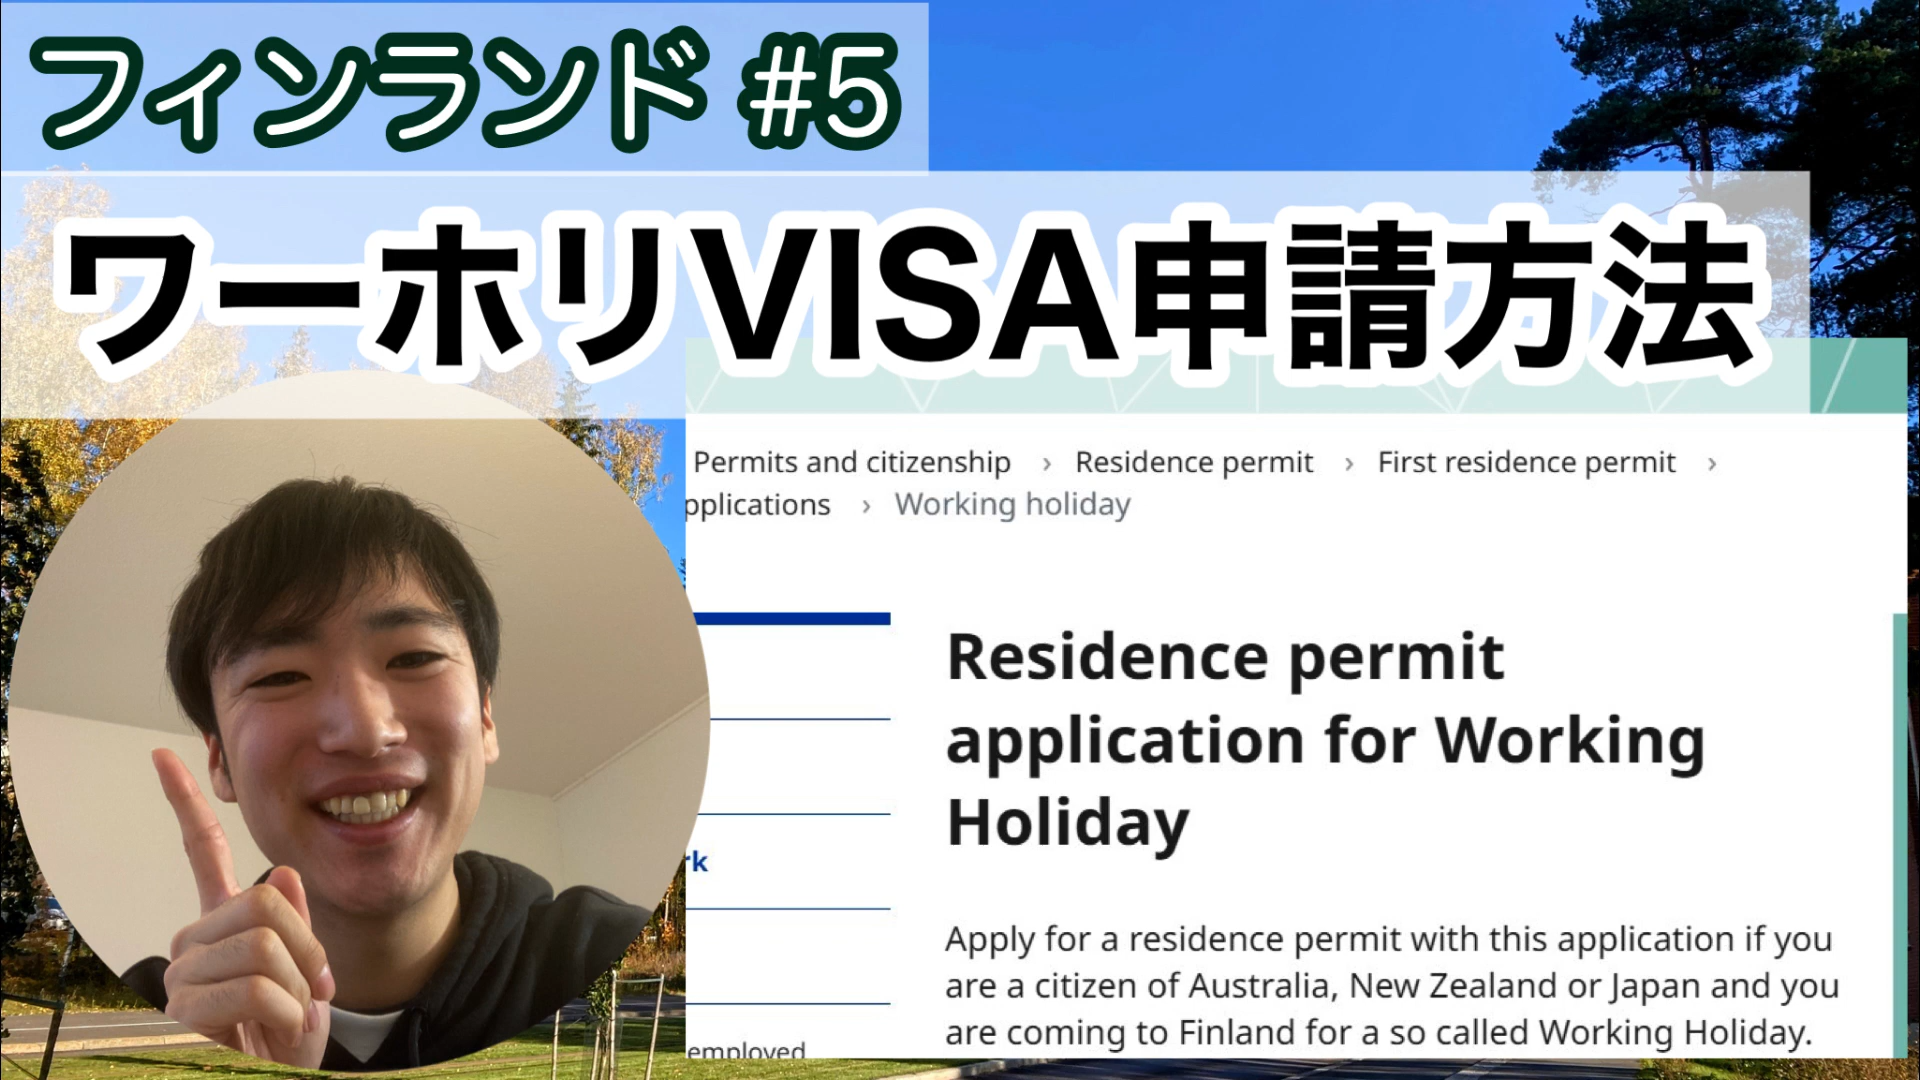 フィンランド #5
ワーホリVISA申請方法
Permits and citizenship › Residence permit › First residence permit ›
pplications › Working holiday
Residence permit
application for Working
Holiday
rk
Apply for a residence permit with this application if you
are a citizen of Australia, New Zealand or Japan and you
are coming to Finland for a so called Working Holiday.
employed